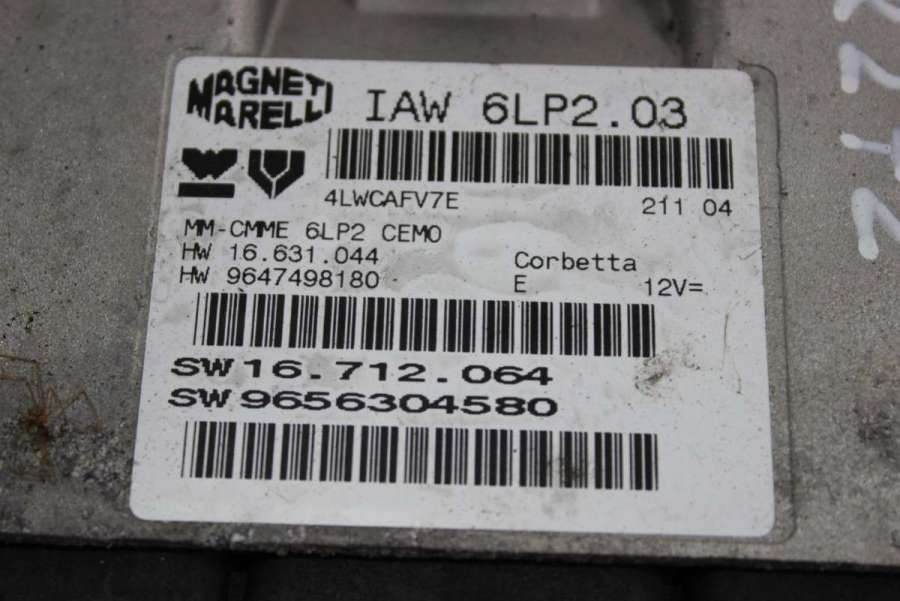 MAGNETI
MARELLI
IAW 6LP2.03
4LWCAFV7E 211 04
MM-CMME 6LP2 CEMO
HW 16.631.044 Corbetta
HW 9647498180 E 12V=
SW 16.712.064
SW 9656304580